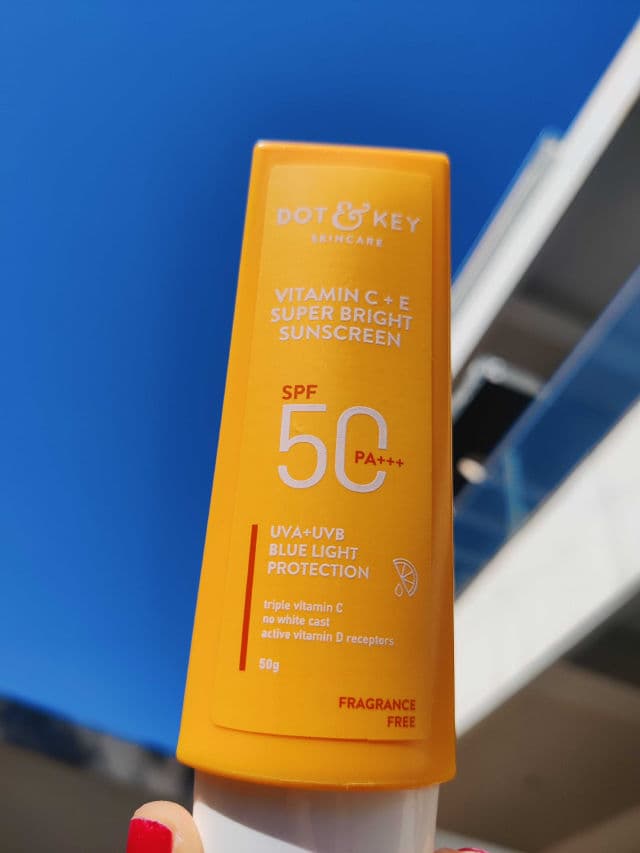 DOT & KEY
SKINCARE
VITAMIN C + E
SUPER BRIGHT
SUNSCREEN
SPF
50
PA+++
UVA+UVB
BLUE LIGHT
PROTECTION
triple vitamin C
no white cast
active vitamin D receptors
50g
FRAGRANCE
FREE